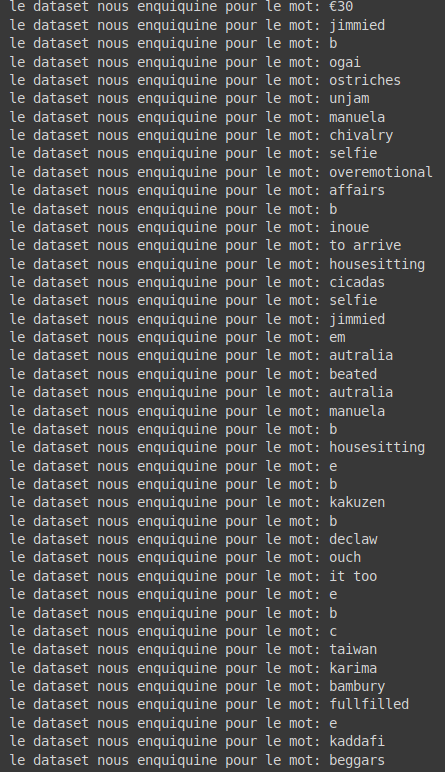 le dataset nous enquiquine pour le mot: €30
le dataset nous enquiquine pour le mot: jimmied
le dataset nous enquiquine pour le mot: b
le dataset nous enquiquine pour le mot: ogai
le dataset nous enquiquine pour le mot: ostriches
le dataset nous enquiquine pour le mot: unjam
le dataset nous enquiquine pour le mot: manuela
le dataset nous enquiquine pour le mot: chivalry
le dataset nous enquiquine pour le mot: selfie
le dataset nous enquiquine pour le mot: overemotional
le dataset nous enquiquine pour le mot: affairs
le dataset nous enquiquine pour le mot: b
le dataset nous enquiquine pour le mot: inoue
le dataset nous enquiquine pour le mot: to arrive
le dataset nous enquiquine pour le mot: housesitting
le dataset nous enquiquine pour le mot: cicadas
le dataset nous enquiquine pour le mot: selfie
le dataset nous enquiquine pour le mot: jimmied
le dataset nous enquiquine pour le mot: em
le dataset nous enquiquine pour le mot: autralia
le dataset nous enquiquine pour le mot: beated
le dataset nous enquiquine pour le mot: autralia
le dataset nous enquiquine pour le mot: manuela
le dataset nous enquiquine pour le mot: b
le dataset nous enquiquine pour le mot: housesitting
le dataset nous enquiquine pour le mot: e
le dataset nous enquiquine pour le mot: b
le dataset nous enquiquine pour le mot: kakuzen
le dataset nous enquiquine pour le mot: b
le dataset nous enquiquine pour le mot: declaw
le dataset nous enquiquine pour le mot: ouch
le dataset nous enquiquine pour le mot: it too
le dataset nous enquiquine pour le mot: e
le dataset nous enquiquine pour le mot: b
le dataset nous enquiquine pour le mot: c
le dataset nous enquiquine pour le mot: taiwan
le dataset nous enquiquine pour le mot: karima
le dataset nous enquiquine pour le mot: bambury
le dataset nous enquiquine pour le mot: fullfilled
le dataset nous enquiquine pour le mot: e
le dataset nous enquiquine pour le mot: kaddafi
le dataset nous enquiquine pour le mot: beggars